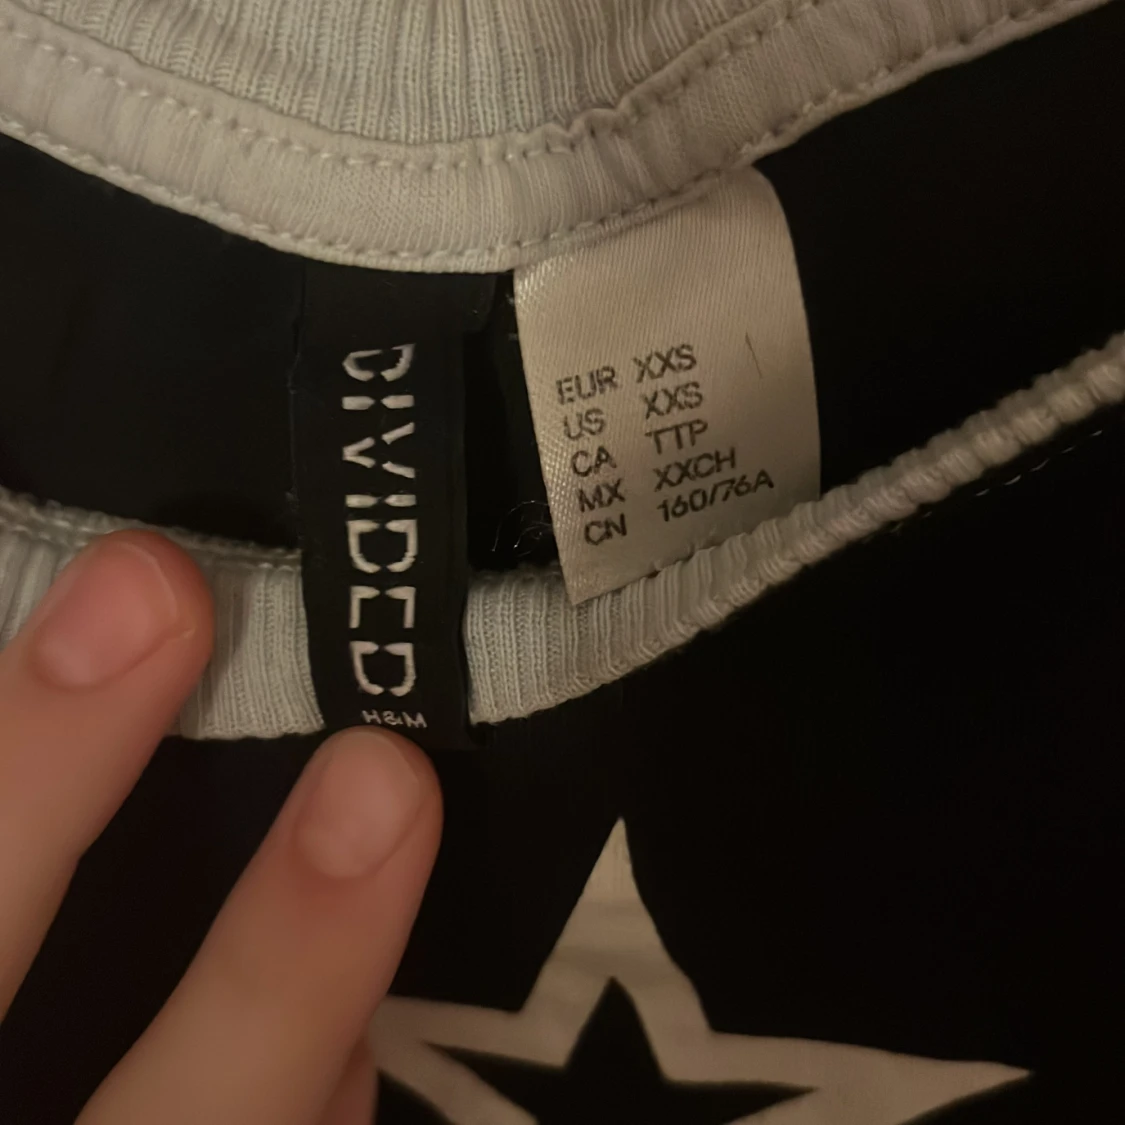 DIVIDED
H&M
EUR XXS
US XXS
CA TTP
MX XXCH
CN 160/76A